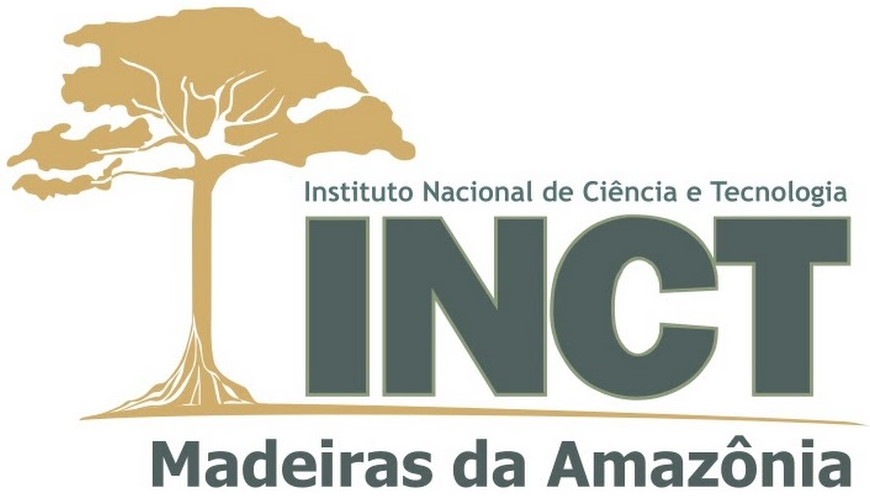 Instituto Nacional de Ciência e Tecnologia
INCT
Madeiras da Amazônia